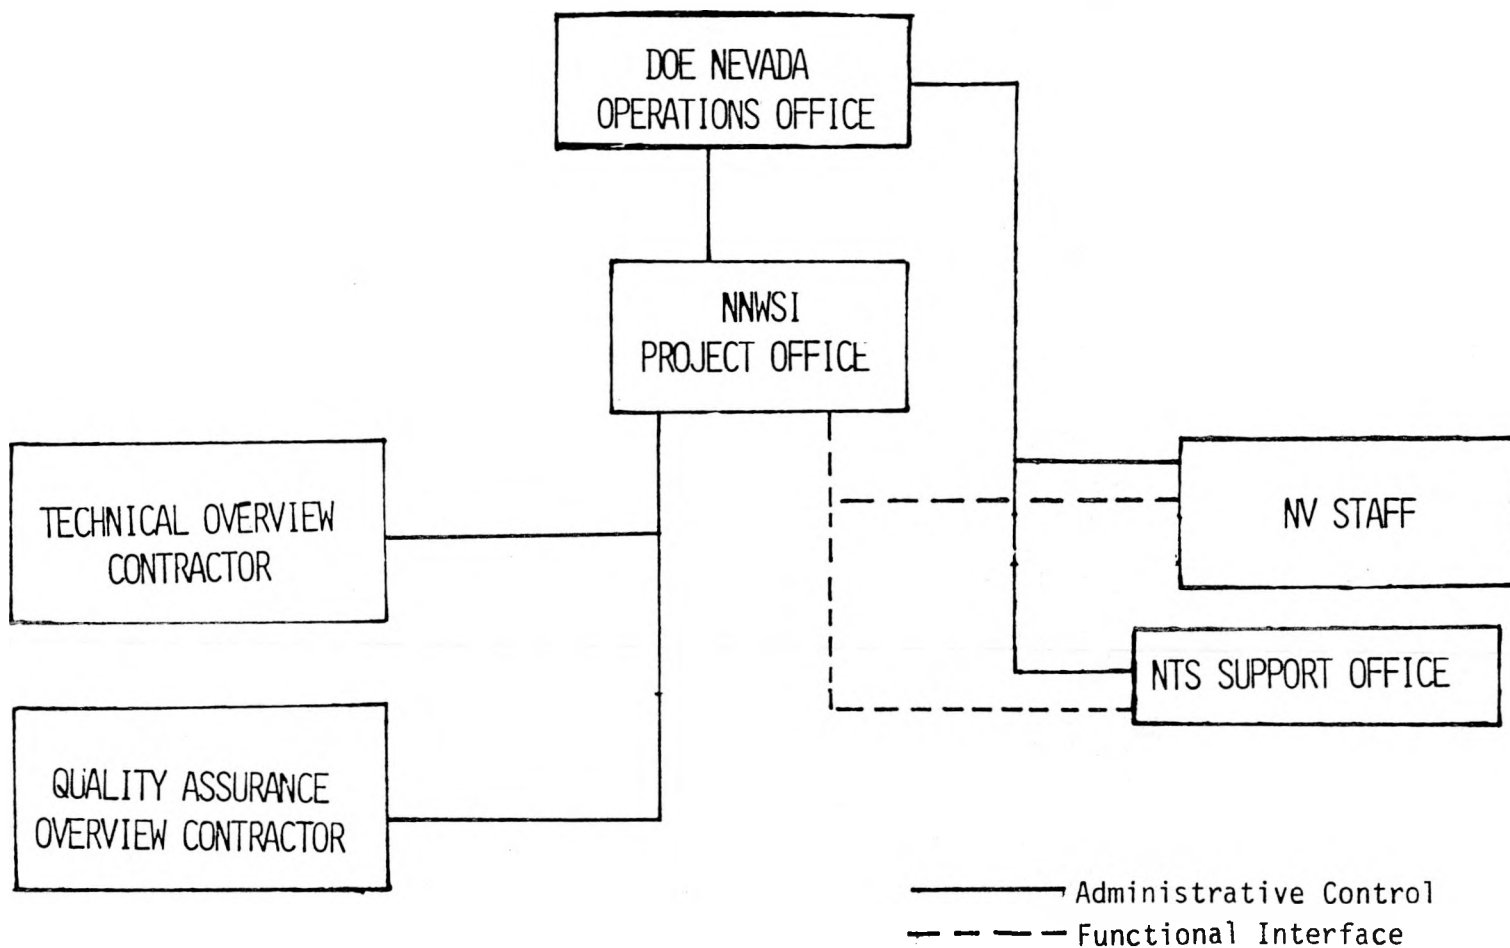 DOE NEVADA
OPERATIONS OFFICE
NNWSI
PROJECT OFFICE
TECHNICAL OVERVIEW
CONTRACTOR
NV STAFF
NTS SUPPORT OFFICE
QUALITY ASSURANCE
OVERVIEW CONTRACTOR
Administrative Control
Functional Interface